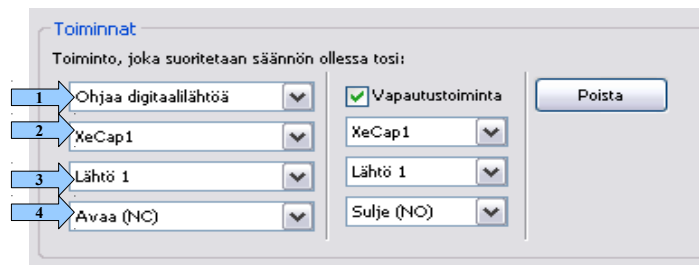 Toiminnat
Toiminto, joka suoritetaan säännön ollessa tosi:
1 Ohjaa digitaalilähtöä Vapautustoiminta Poista
2 XeCap1 XeCap1
3 Lähtö 1 Lähtö 1
4 Avaa (NC) Sulje (NO)